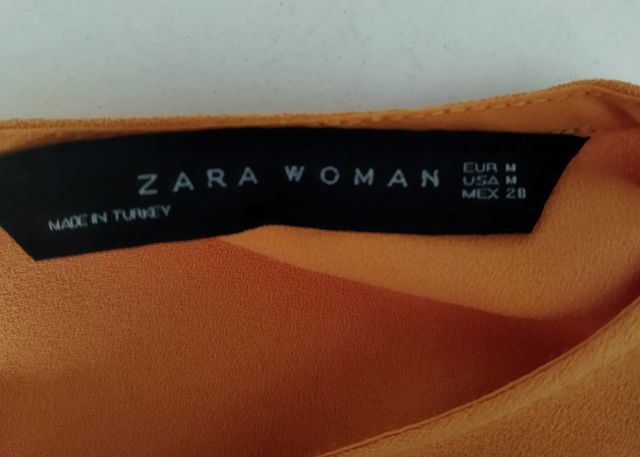 ZARA WOMAN
EUR M
USA M
MEX 28
MADE IN TURKEY